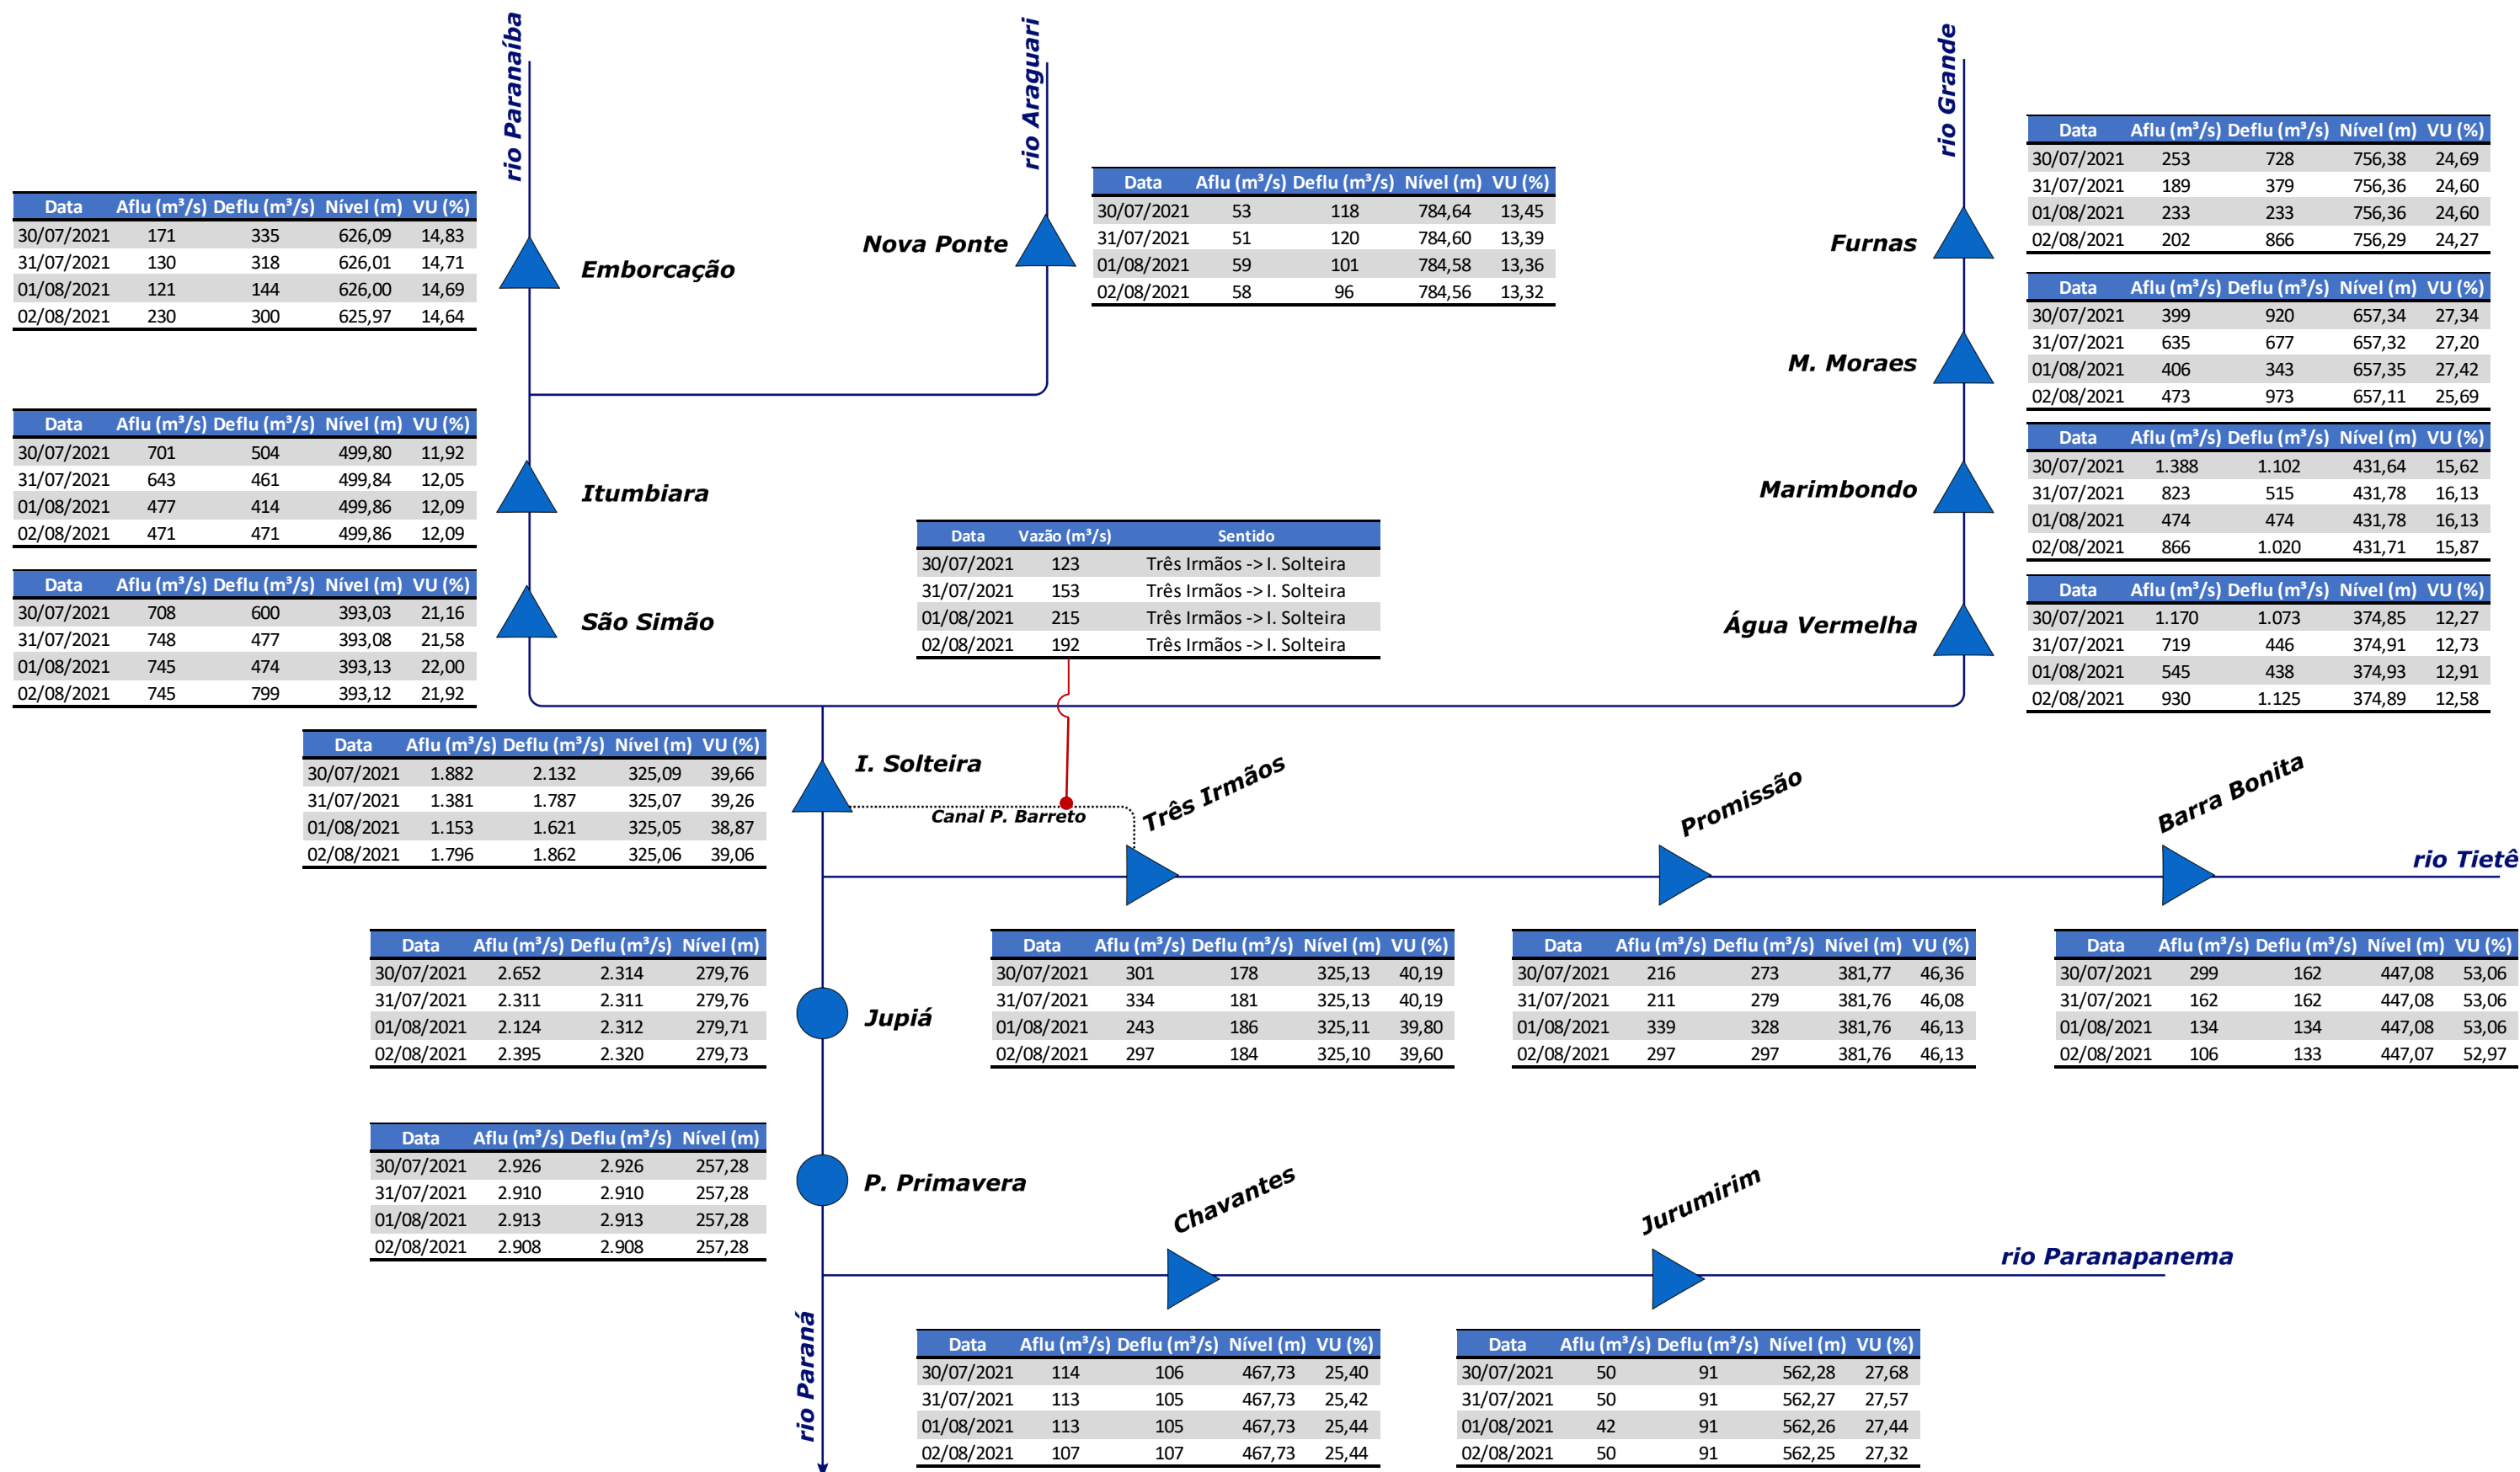 rio Paranaíba
rio Araguari
rio Grande
Data Aflu (m³/s) Deflu (m³/s) Nível (m) VU (%)
30/07/2021 253 728 756,38 24,69
31/07/2021 189 379 756,36 24,60
01/08/2021 233 233 756,36 24,60
02/08/2021 202 866 756,29 24,27
Furnas
Data Aflu (m³/s) Deflu (m³/s) Nível (m) VU (%)
30/07/2021 53 118 784,64 13,45
31/07/2021 51 120 784,60 13,39
01/08/2021 59 101 784,58 13,36
02/08/2021 58 96 784,56 13,32
Nova Ponte
Data Aflu (m³/s) Deflu (m³/s) Nível (m) VU (%)
30/07/2021 171 335 626,09 14,83
31/07/2021 130 318 626,01 14,71
01/08/2021 121 144 626,00 14,69
02/08/2021 230 300 625,97 14,64
Emborcação
Data Aflu (m³/s) Deflu (m³/s) Nível (m) VU (%)
30/07/2021 399 920 657,34 27,34
31/07/2021 635 677 657,32 27,20
01/08/2021 406 343 657,35 27,42
02/08/2021 473 973 657,11 25,69
M. Moraes
Data Aflu (m³/s) Deflu (m³/s) Nível (m) VU (%)
30/07/2021 701 504 499,80 11,92
31/07/2021 643 461 499,84 12,05
01/08/2021 477 414 499,86 12,09
02/08/2021 471 471 499,86 12,09
Itumbiara
Data Aflu (m³/s) Deflu (m³/s) Nível (m) VU (%)
30/07/2021 1.388 1.102 431,64 15,62
31/07/2021 823 515 431,78 16,13
01/08/2021 474 474 431,78 16,13
02/08/2021 866 1.020 431,71 15,87
Marimbondo
Data Vazão (m³/s) Sentido
30/07/2021 123 Três Irmãos -> I. Solteira
31/07/2021 153 Três Irmãos -> I. Solteira
01/08/2021 215 Três Irmãos -> I. Solteira
02/08/2021 192 Três Irmãos -> I. Solteira
Data Aflu (m³/s) Deflu (m³/s) Nível (m) VU (%)
30/07/2021 708 600 393,03 21,16
31/07/2021 748 477 393,08 21,58
01/08/2021 745 474 393,13 22,00
02/08/2021 745 799 393,12 21,92
São Simão
Data Aflu (m³/s) Deflu (m³/s) Nível (m) VU (%)
30/07/2021 1.170 1.073 374,85 12,27
31/07/2021 719 446 374,91 12,73
01/08/2021 545 438 374,93 12,91
02/08/2021 930 1.125 374,89 12,58
Água Vermelha
Data Aflu (m³/s) Deflu (m³/s) Nível (m) VU (%)
30/07/2021 1.882 2.132 325,09 39,66
31/07/2021 1.381 1.787 325,07 39,26
01/08/2021 1.153 1.621 325,05 38,87
02/08/2021 1.796 1.862 325,06 39,06
I. Solteira
Canal P. Barreto
Três Irmãos
Promissão
Barra Bonita
rio Tietê
Data Aflu (m³/s) Deflu (m³/s) Nível (m)
30/07/2021 2.652 2.314 279,76
31/07/2021 2.311 2.311 279,76
01/08/2021 2.124 2.312 279,71
02/08/2021 2.395 2.320 279,73
Jupiá
Data Aflu (m³/s) Deflu (m³/s) Nível (m) VU (%)
30/07/2021 301 178 325,13 40,19
31/07/2021 334 181 325,13 40,19
01/08/2021 243 186 325,11 39,80
02/08/2021 297 184 325,10 39,60
Data Aflu (m³/s) Deflu (m³/s) Nível (m) VU (%)
30/07/2021 216 273 381,77 46,36
31/07/2021 211 279 381,76 46,08
01/08/2021 339 328 381,76 46,13
02/08/2021 297 297 381,76 46,13
Data Aflu (m³/s) Deflu (m³/s) Nível (m) VU (%)
30/07/2021 299 162 447,08 53,06
31/07/2021 162 162 447,08 53,06
01/08/2021 134 134 447,08 53,06
02/08/2021 106 133 447,07 52,97
Data Aflu (m³/s) Deflu (m³/s) Nível (m)
30/07/2021 2.926 2.926 257,28
31/07/2021 2.910 2.910 257,28
01/08/2021 2.913 2.913 257,28
02/08/2021 2.908 2.908 257,28
P. Primavera
Chavantes
Jurumirim
rio Paranapanema
rio Paraná
Data Aflu (m³/s) Deflu (m³/s) Nível (m) VU (%)
30/07/2021 114 106 467,73 25,40
31/07/2021 113 105 467,73 25,42
01/08/2021 113 105 467,73 25,44
02/08/2021 107 107 467,73 25,44
Data Aflu (m³/s) Deflu (m³/s) Nível (m) VU (%)
30/07/2021 50 91 562,28 27,68
31/07/2021 50 91 562,27 27,57
01/08/2021 42 91 562,26 27,44
02/08/2021 50 91 562,25 27,32